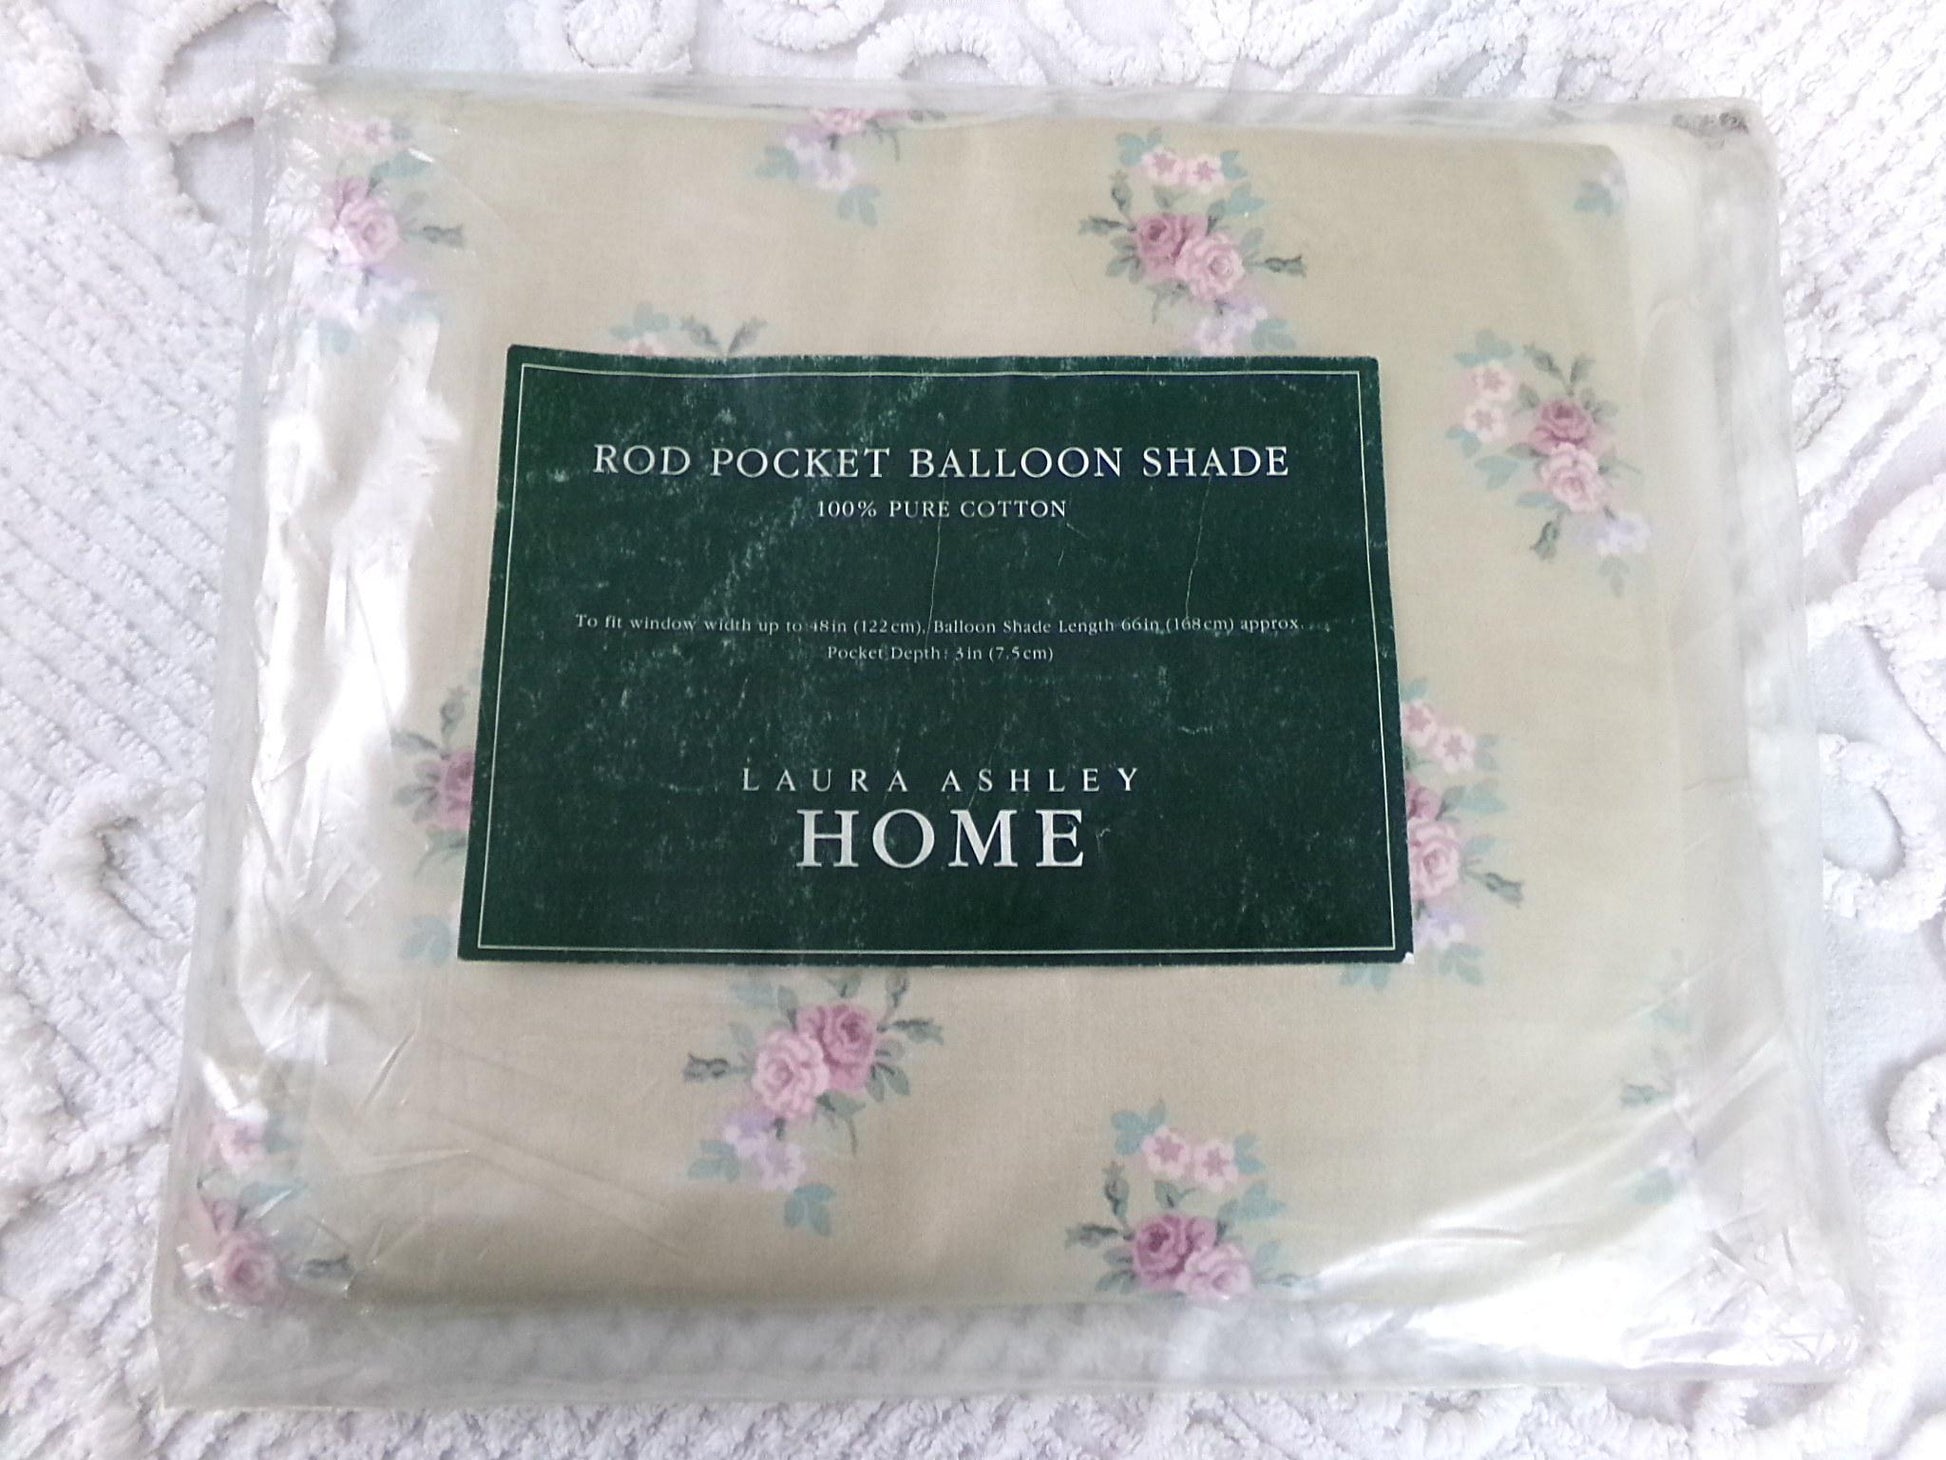 ROD POCKET BALLOON SHADE
100% PURE COTTON
To fit window width up to 48in (122cm), Balloon Shade Length 66in (168cm) approx.
Pocket Depth: 3in (7.5cm)
LAURA ASHLEY
HOME